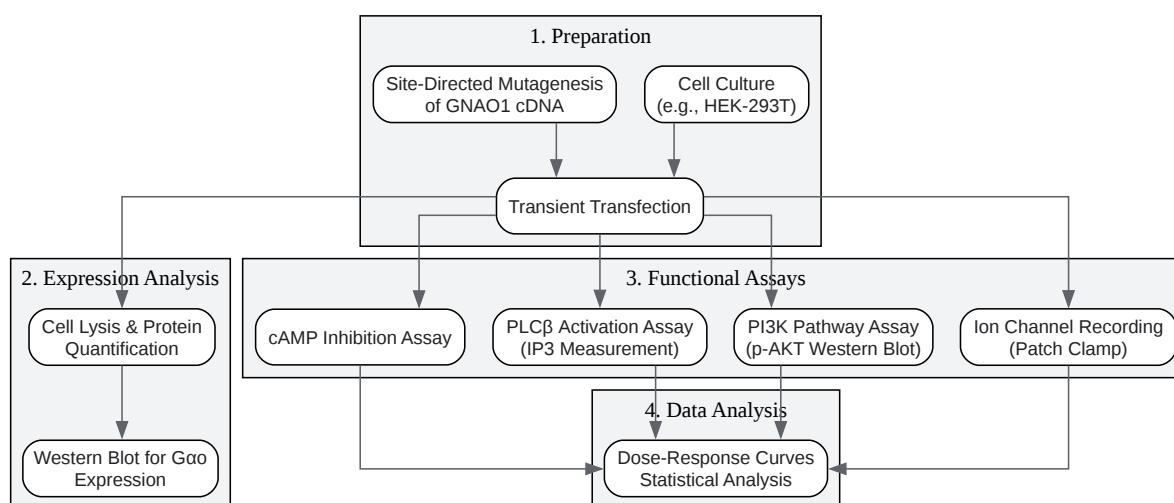 1. Preparation
Site-Directed Mutagenesis
of GNAO1 cDNA
Cell Culture
(e.g., HEK-293T)
Transient Transfection
2. Expression Analysis
Cell Lysis & Protein
Quantification
Western Blot for Gαo
Expression
3. Functional Assays
cAMP Inhibition Assay
PLCβ Activation Assay
(IP3 Measurement)
PI3K Pathway Assay
(p-AKT Western Blot)
Ion Channel Recording
(Patch Clamp)
4. Data Analysis
Dose-Response Curves
Statistical Analysis